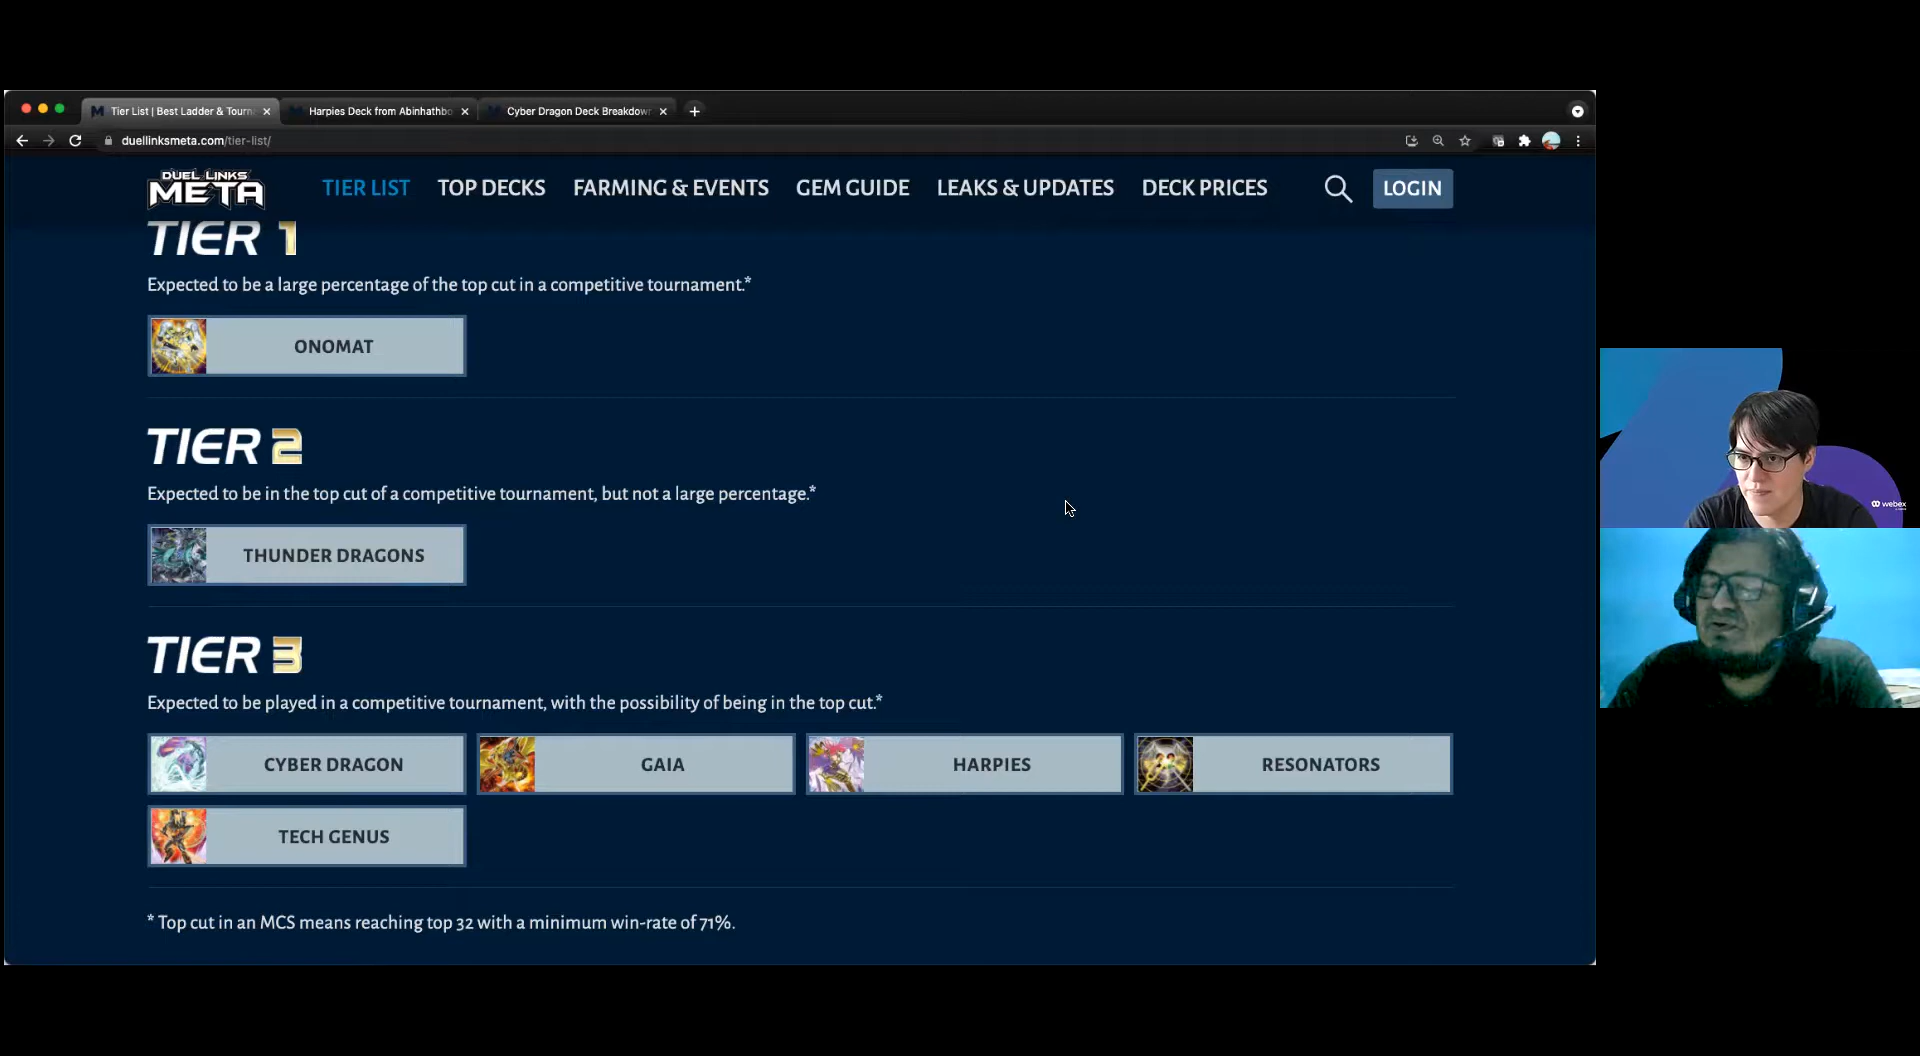 Tier List | Best Ladder & Tourn
Harpies Deck from Abinhathbo
Cyber Dragon Deck Breakdow
duellinksmeta.com/tier-list/
DUEL LINKS
META
TIER LIST
TOP DECKS
FARMING & EVENTS
GEM GUIDE
LEAKS & UPDATES
DECK PRICES
LOGIN
TIER 1
Expected to be a large percentage of the top cut in a competitive tournament.*
ONOMAT
TIER 2
Expected to be in the top cut of a competitive tournament, but not a large percentage.*
THUNDER DRAGONS
TIER 3
Expected to be played in a competitive tournament, with the possibility of being in the top cut.*
CYBER DRAGON
GAIA
HARPIES
RESONATORS
TECH GENUS
* Top cut in an MCS means reaching top 32 with a minimum win-rate of 71%.
webex